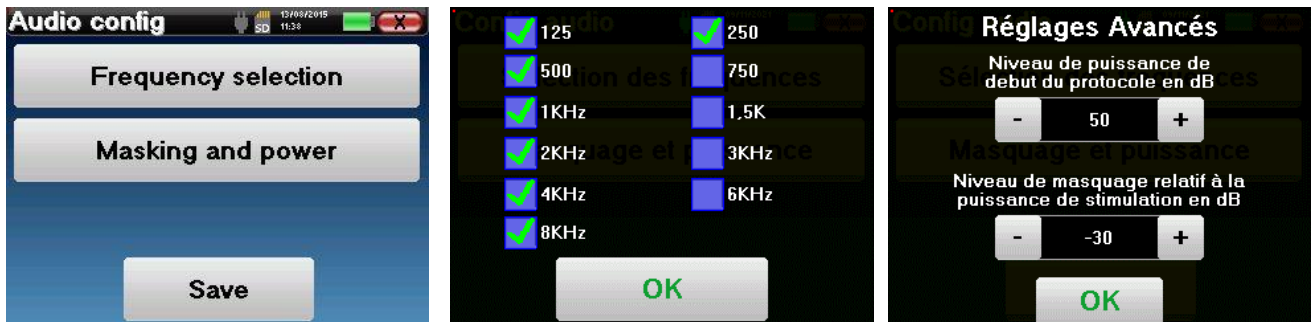 Audio config
SD
13/08/2015
11:38
X
Frequency selection
Masking and power
Save
125
250
500
750
1KHz
1,5K
2KHz
3KHz
4KHz
6KHz
8KHz
OK
Réglages Avancés
Niveau de puissance de
debut du protocole en dB
- 50 +
Niveau de masquage relatif à la
puissance de stimulation en dB
- -30 +
OK